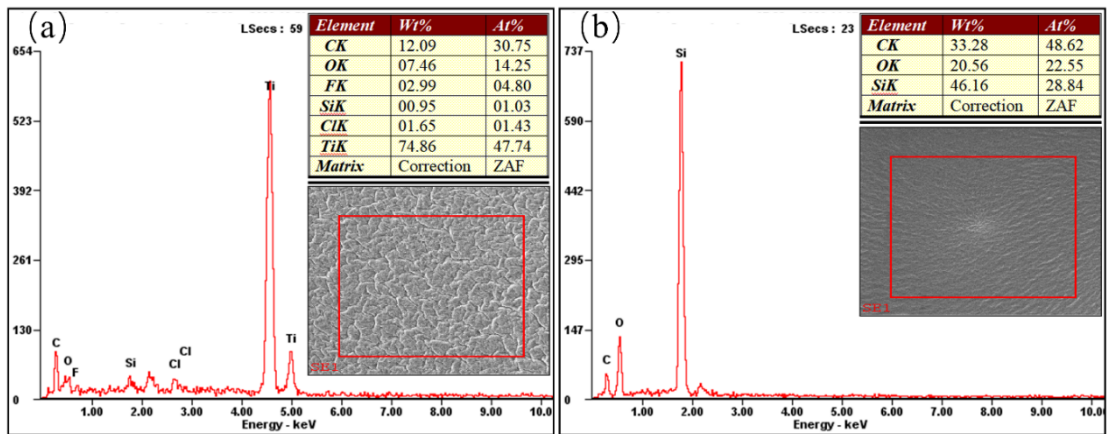 (a)
LSecs : 59
Element Wt% At%
CK 12.09 30.75
OK 07.46 14.25
FK 02.99 04.80
SiK 00.95 01.03
ClK 01.65 01.43
TiK 74.86 47.74
Matrix Correction ZAF
654
523
392
261
130
0
C
O
F
Si
Cl
Cl
Ti
Ti
SE1
1.00 2.00 3.00 4.00 5.00 6.00 7.00 8.00 9.00 10.0
Energy - keV
(b)
LSecs : 23
Element Wt% At%
CK 33.28 48.62
OK 20.56 22.55
SiK 46.16 28.84
Matrix Correction ZAF
737
590
442
295
147
0
C
O
Si
SE1
1.00 2.00 3.00 4.00 5.00 6.00 7.00 8.00 9.00 10.0
Energy - keV